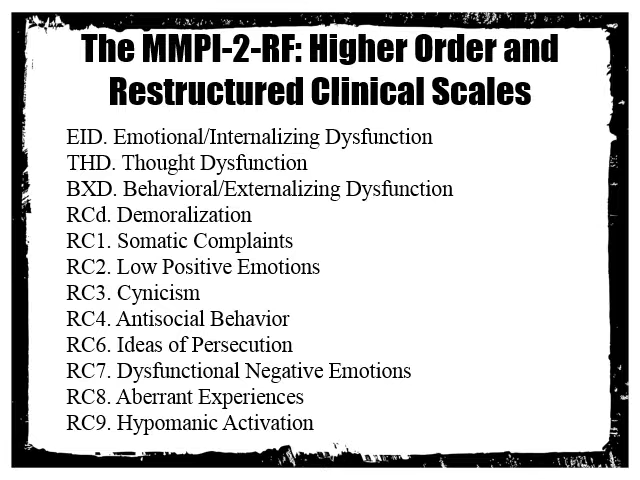 The MMPI-2-RF: Higher Order and
Restructured Clinical Scales
EID. Emotional/Internalizing Dysfunction
THD. Thought Dysfunction
BXD. Behavioral/Externalizing Dysfunction
RCd. Demoralization
RC1. Somatic Complaints
RC2. Low Positive Emotions
RC3. Cynicism
RC4. Antisocial Behavior
RC6. Ideas of Persecution
RC7. Dysfunctional Negative Emotions
RC8. Aberrant Experiences
RC9. Hypomanic Activation